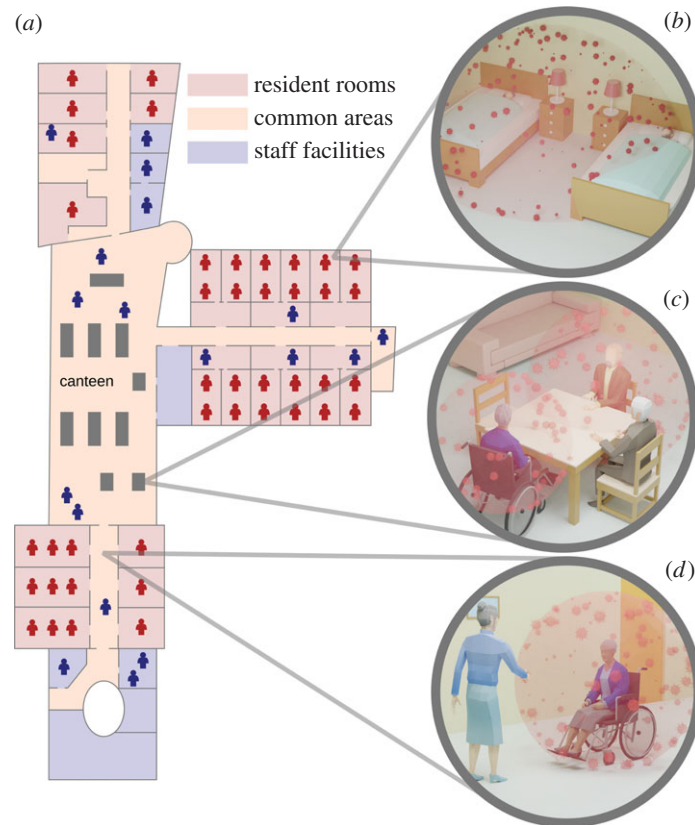 (a)
(b)
resident rooms
common areas
staff facilities
(c)
canteen
(d)